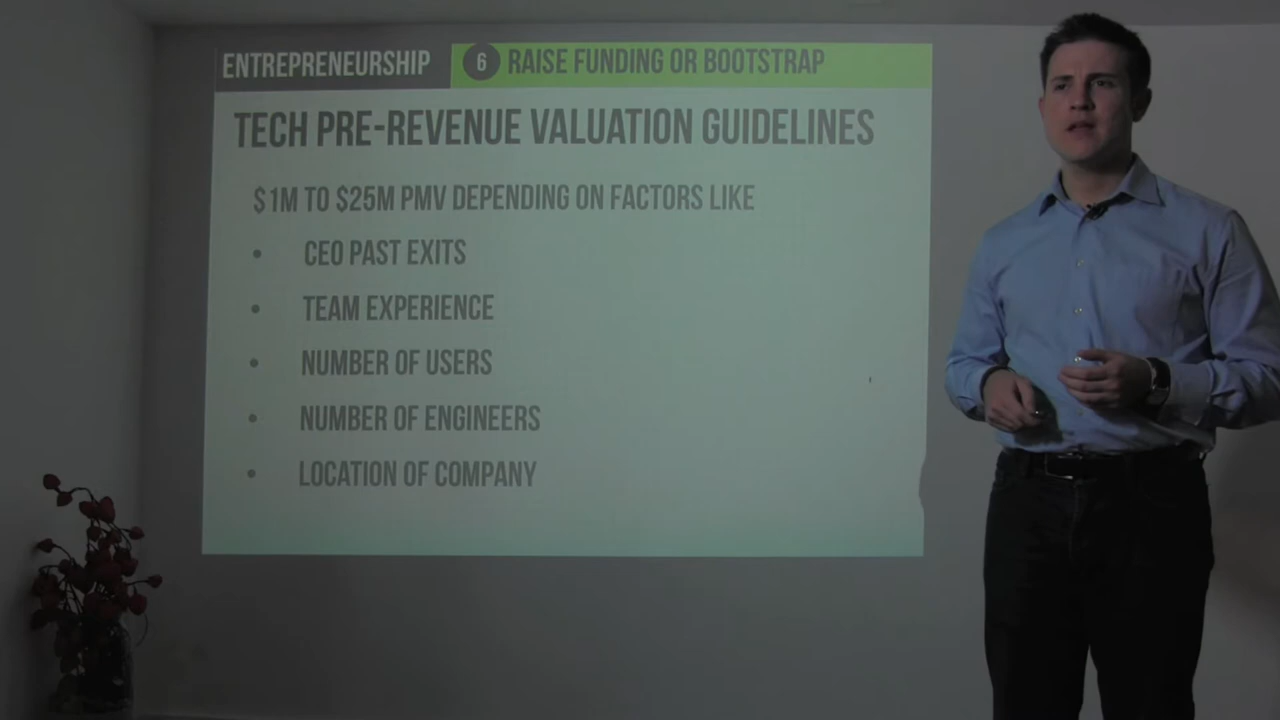 ENTREPRENEURSHIP
6 RAISE FUNDING OR BOOTSTRAP
TECH PRE-REVENUE VALUATION GUIDELINES
$1M TO $25M PMV DEPENDING ON FACTORS LIKE
• CEO PAST EXITS
• TEAM EXPERIENCE
• NUMBER OF USERS
• NUMBER OF ENGINEERS
• LOCATION OF COMPANY